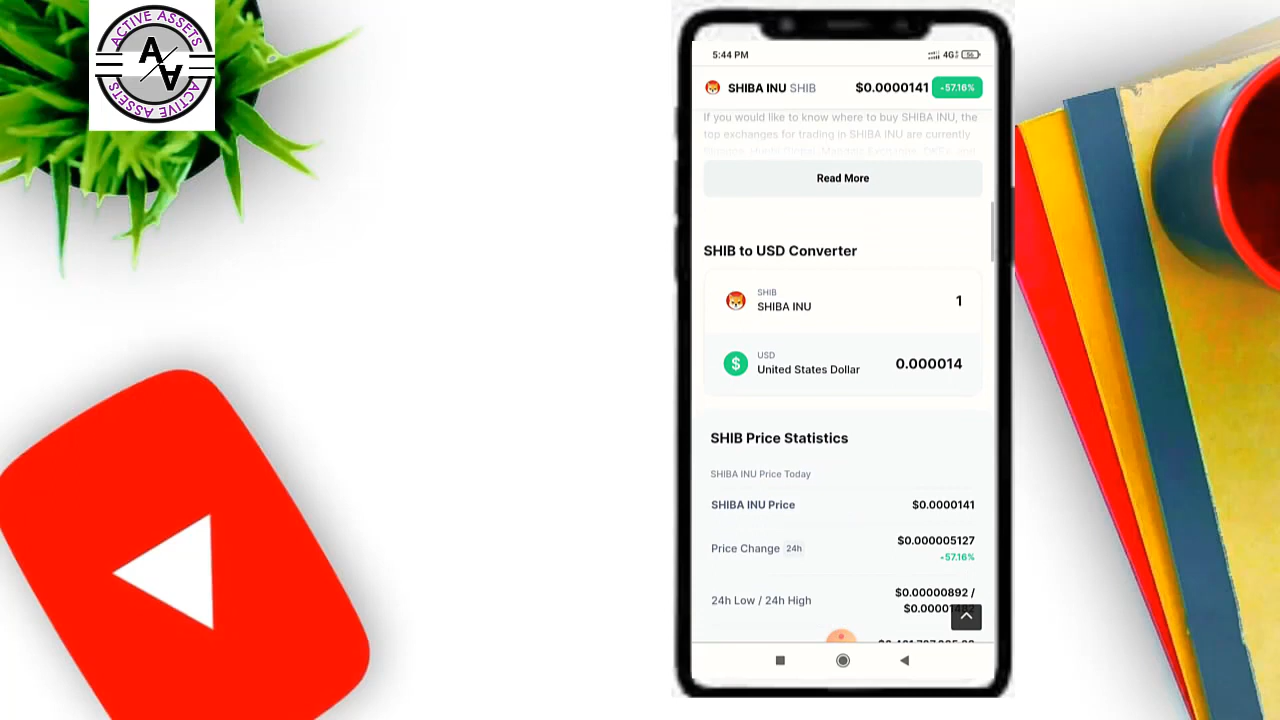 ACTIVE ASSETS
A/A
ACTIVE ASSETS
5:44 PM
4G
56
SHIBA INU SHIB
$0.0000141
-57.16%
If you would like to know where to buy SHIBA INU, the
top exchanges for trading in SHIBA INU are currently
Read More
SHIB to USD Converter
SHIB
SHIBA INU
1
USD
United States Dollar
0.000014
SHIB Price Statistics
SHIBA INU Price Today
SHIBA INU Price
$0.0000141
Price Change 24h
$0.000005127
-57.16%
24h Low / 24h High
$0.00000892 /
$0.00001482